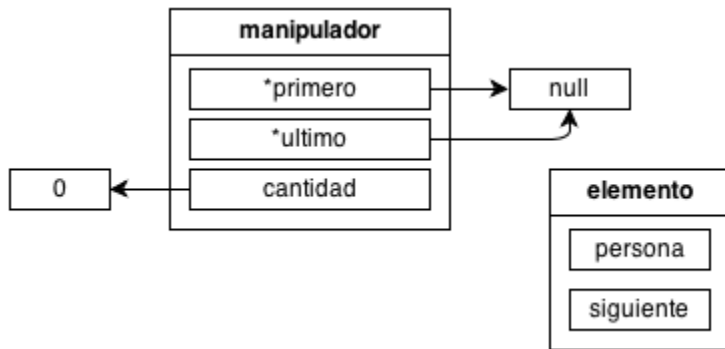 manipulador
*primero
null
*ultimo
0
cantidad
elemento
persona
siguiente